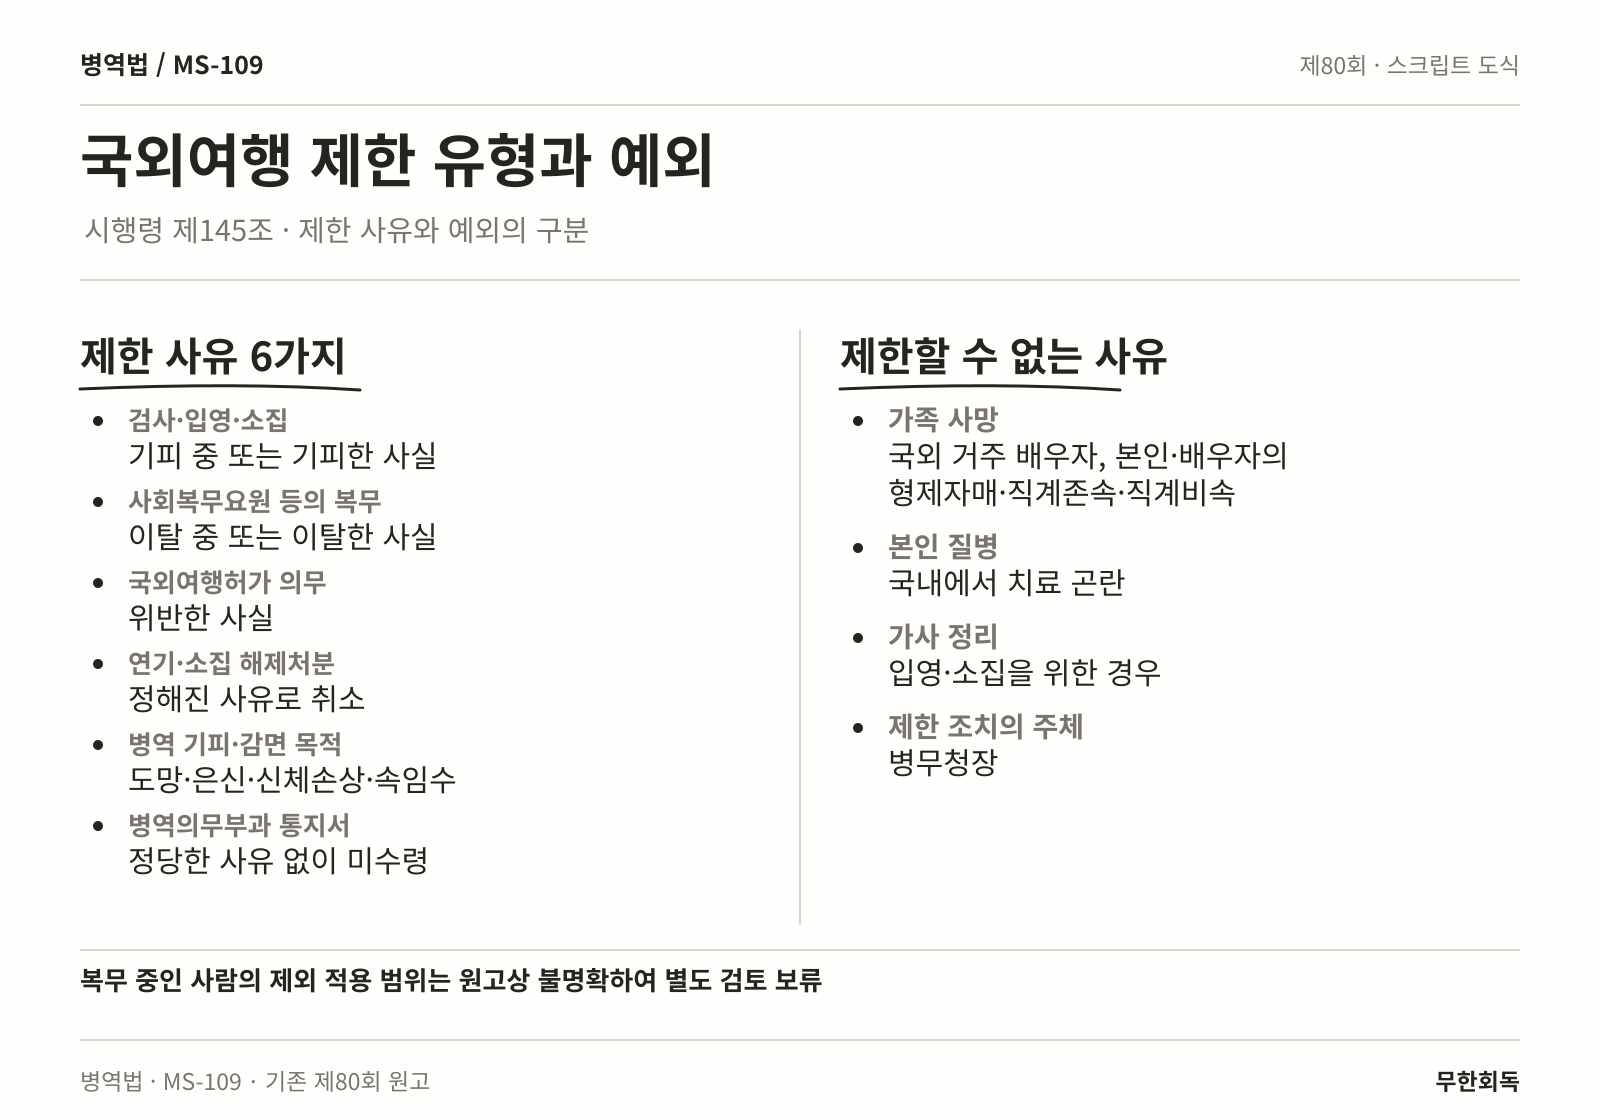 병역법 / MS-109
제80회 · 스크립트 도식
국외여행 제한 유형과 예외
시행령 제145조 · 제한 사유와 예외의 구분
제한 사유 6가지
검사·입영·소집
기피 중 또는 기피한 사실
사회복무요원 등의 복무
이탈 중 또는 이탈한 사실
국외여행허가 의무
위반한 사실
연기·소집 해제처분
정해진 사유로 취소
병역 기피·감면 목적
도망·은신·신체손상·속임수
병역의무부과 통지서
정당한 사유 없이 미수령
제한할 수 없는 사유
가족 사망
국외 거주 배우자, 본인·배우자의
형제자매·직계존속·직계비속
본인 질병
국내에서 치료 곤란
가사 정리
입영·소집을 위한 경우
제한 조치의 주체
병무청장
복무 중인 사람의 제외 적용 범위는 원고상 불명확하여 별도 검토 보류
병역법 · MS-109 · 기존 제80회 원고
무한회독